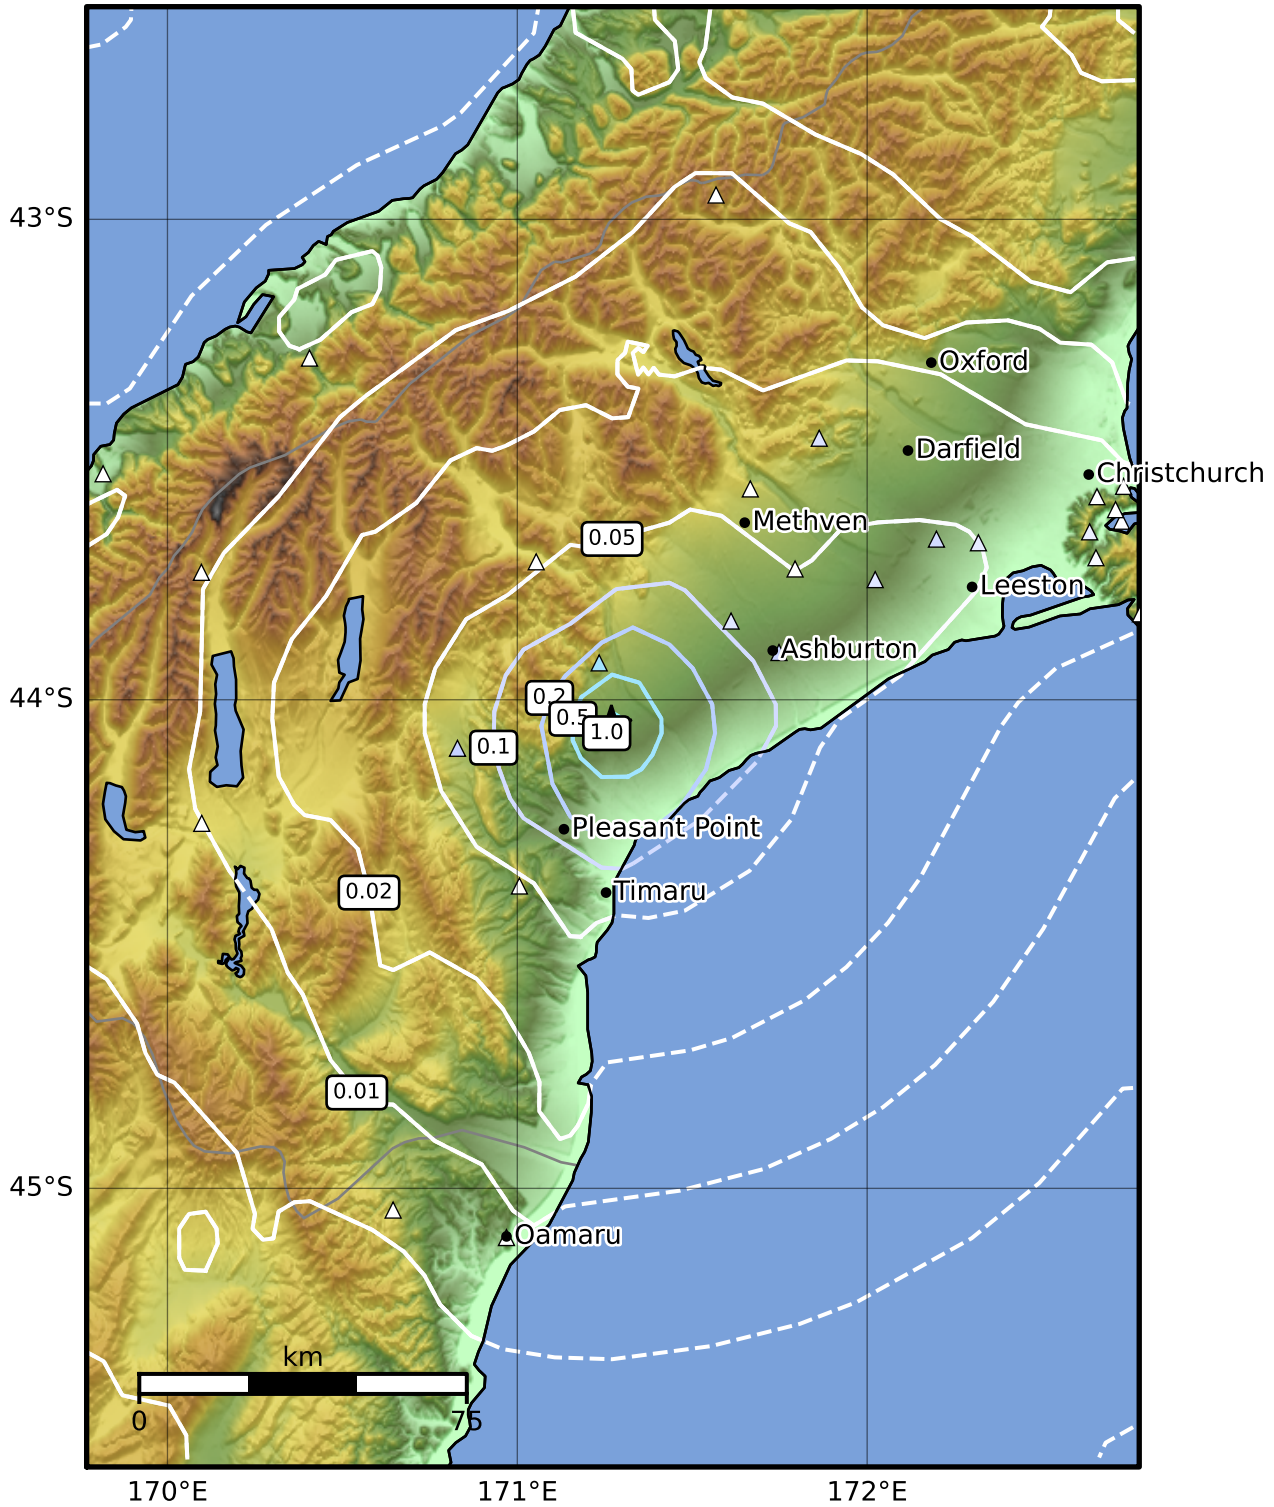 43°S
Oxford
Darfield
Christchurch
Methven
0.05
Leeston
Ashburton
44°S
0.2
0.5
1.0
0.1
Pleasant Point
Timaru
0.02
0.01
45°S
Oamaru
km
0
75
170°E
171°E
172°E